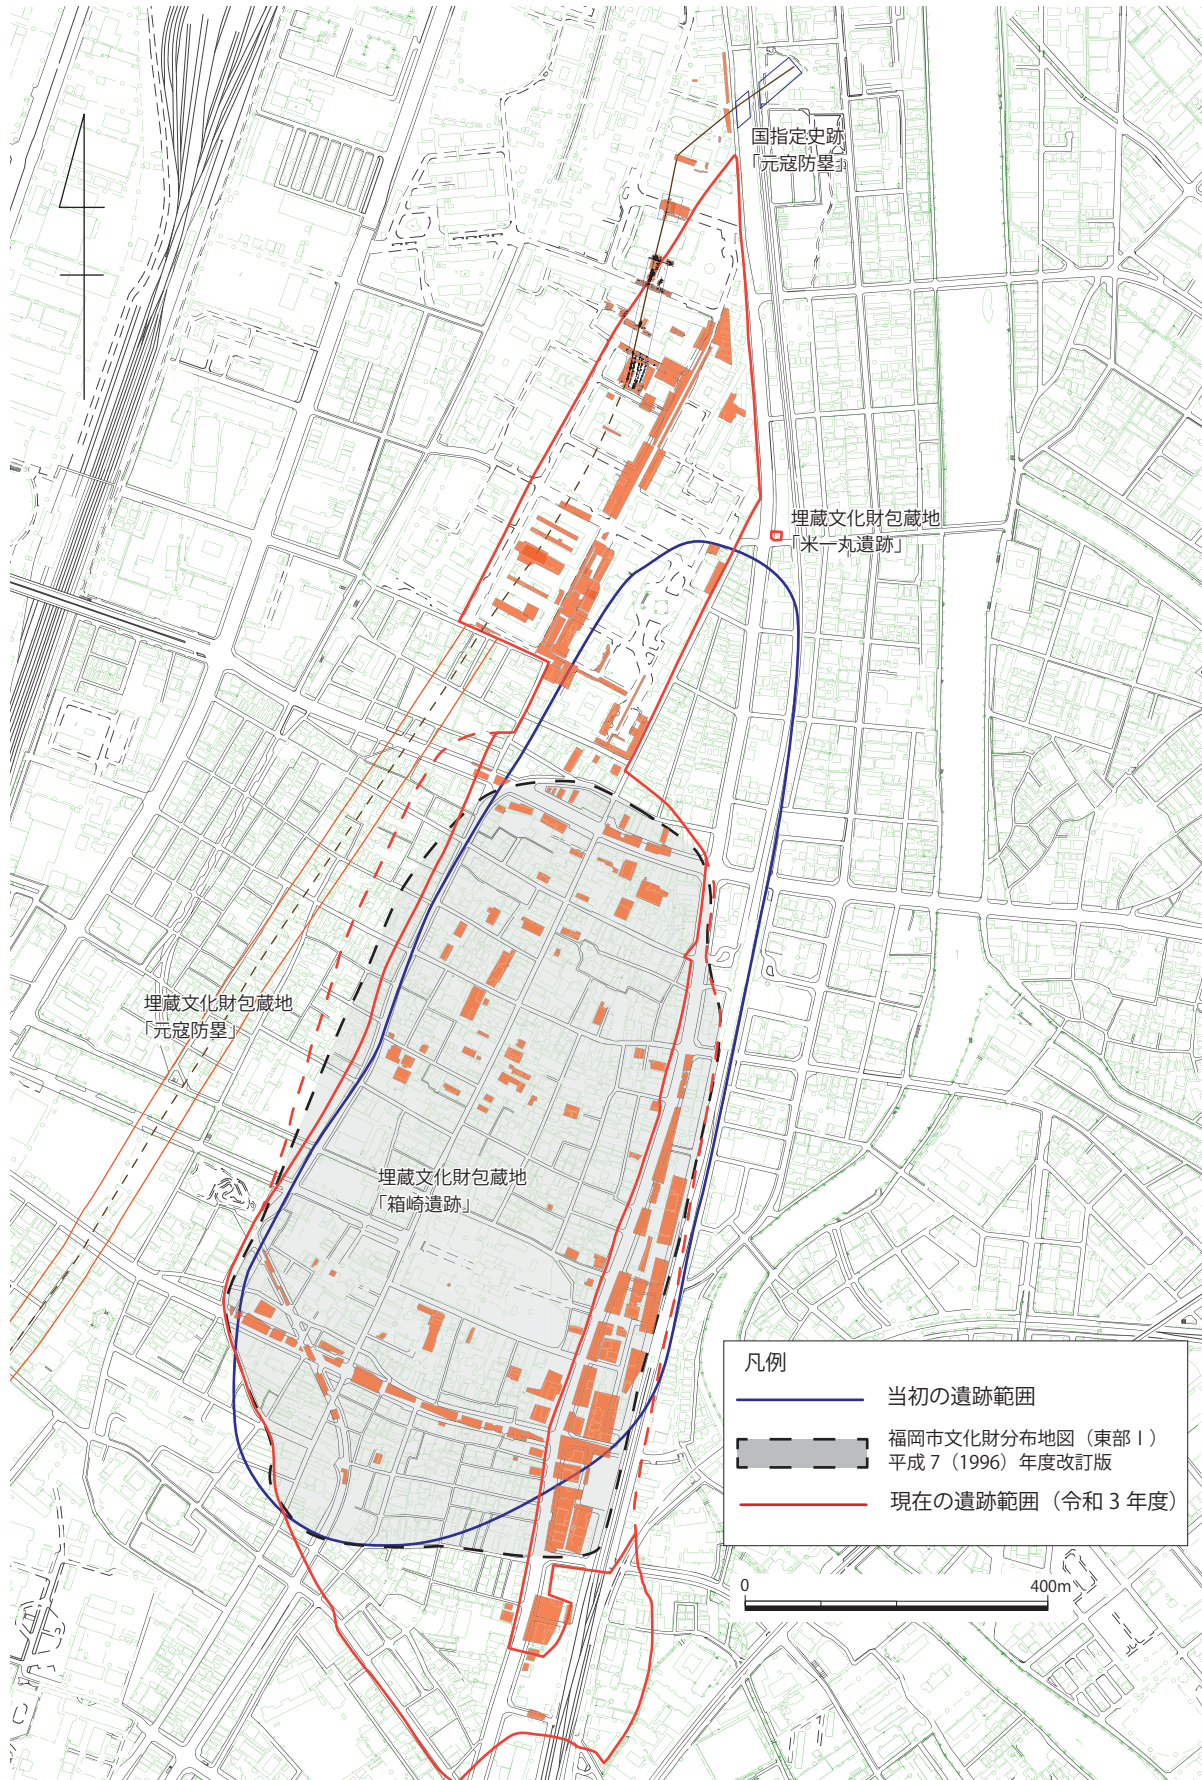 国指定史跡
「元寇防塁」
埋蔵文化財包蔵地
「米一丸遺跡」
埋蔵文化財包蔵地
「元寇防塁」
埋蔵文化財包蔵地
「箱崎遺跡」
凡例
当初の遺跡範囲
福岡市文化財分布地図（東部Ⅰ）
平成７（1996）年度改訂版
現在の遺跡範囲（令和３年度）
0 400m